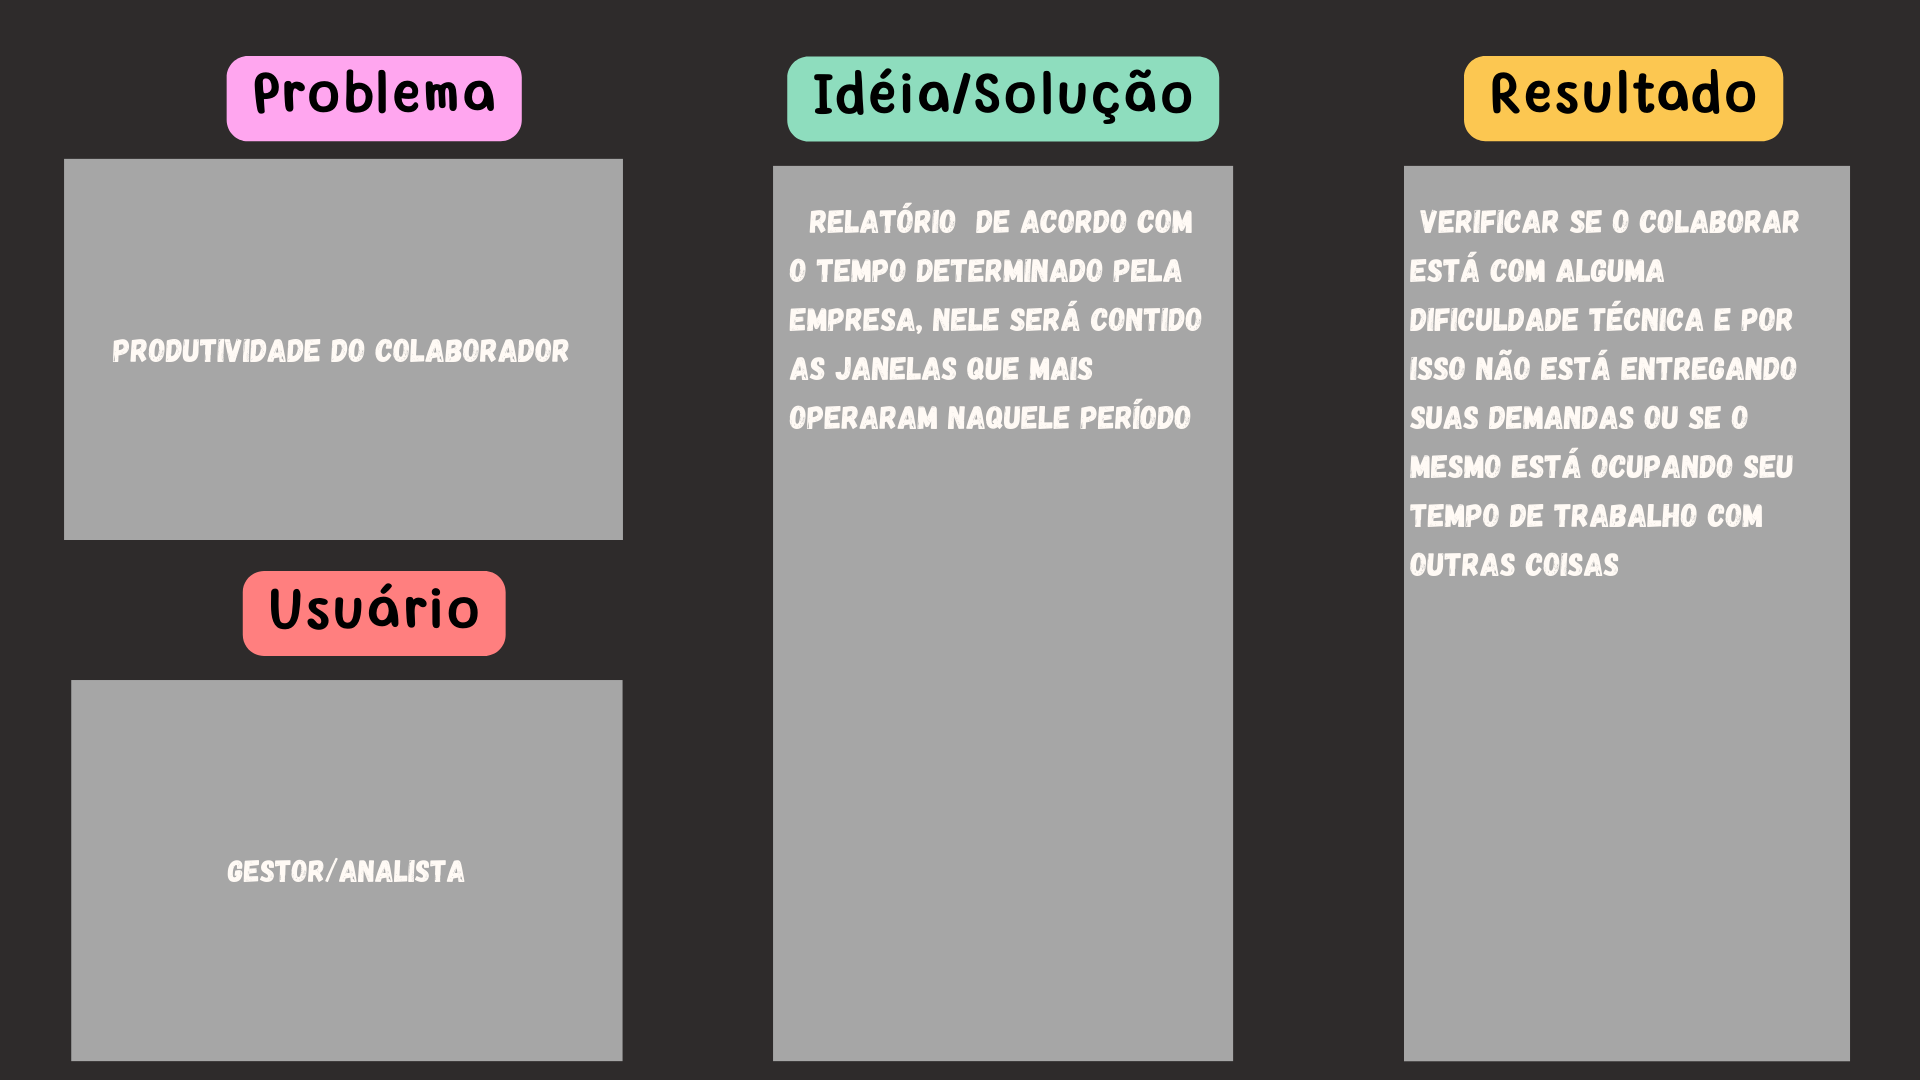 Problema
PRODUTIVIDADE DO COLABORADOR
Usuário
GESTOR/ANALISTA
Idéia/Solução
RELATÓRIO DE ACORDO COM
O TEMPO DETERMINADO PELA
EMPRESA, NELE SERÁ CONTIDO
AS JANELAS QUE MAIS
OPERARAM NAQUELE PERÍODO
Resultado
VERIFICAR SE O COLABORAR
ESTÁ COM ALGUMA
DIFICULDADE TÉCNICA E POR
ISSO NÃO ESTÁ ENTREGANDO
SUAS DEMANDAS OU SE O
MESMO ESTÁ OCUPANDO SEU
TEMPO DE TRABALHO COM
OUTRAS COISAS